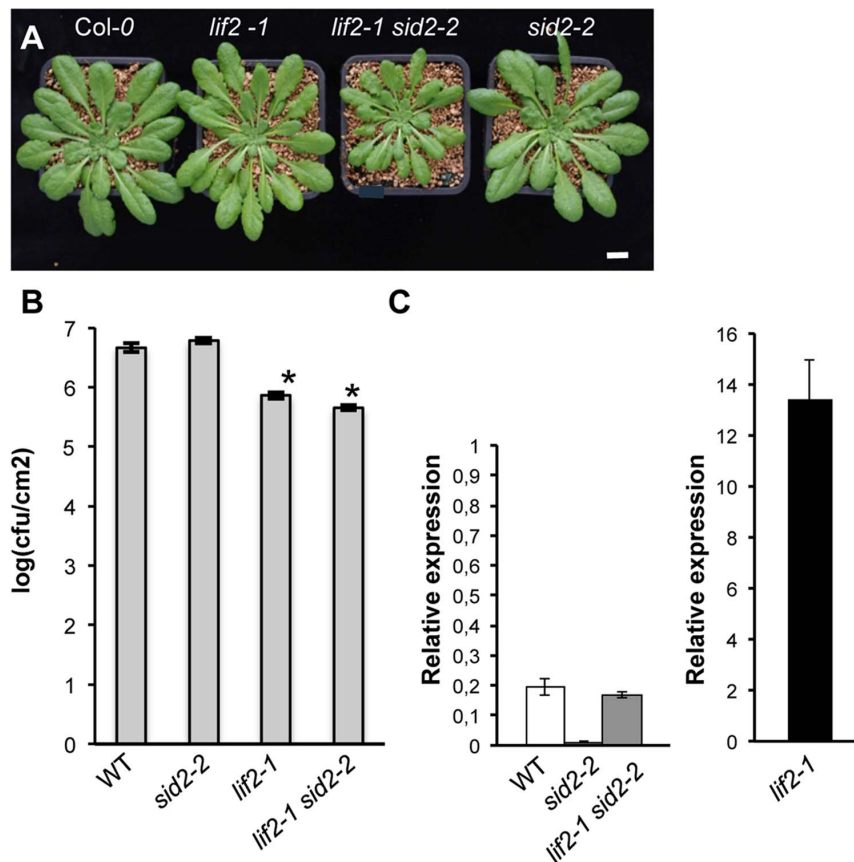 A
Col-0
lif2 -1
lif2-1 sid2-2
sid2-2
B
log(cfu/cm2)
7
6
5
4
3
2
1
0
*
*
WT
sid2-2
lif2-1
lif2-1 sid2-2
C
Relative expression
1
0,9
0,8
0,7
0,6
0,5
0,4
0,3
0,2
0,1
0
WT
sid2-2
lif2-1 sid2-2
Relative expression
16
14
12
10
8
6
4
2
0
lif2-1